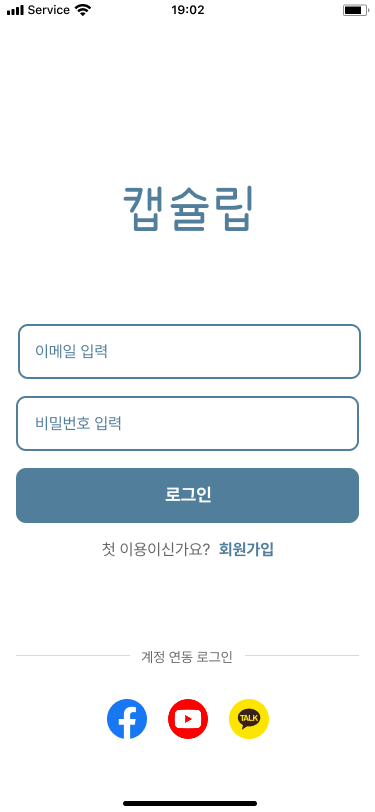 Service 19:02
캡슐립
이메일 입력
비밀번호 입력
로그인
첫 이용이신가요? 회원가입
계정 연동 로그인
TALK